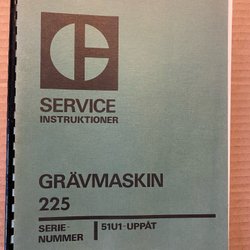 SERVICE
INSTRUKTIONER
GRÄVMASKIN
225
SERIE- 51U1-UPPÅT
NUMMER